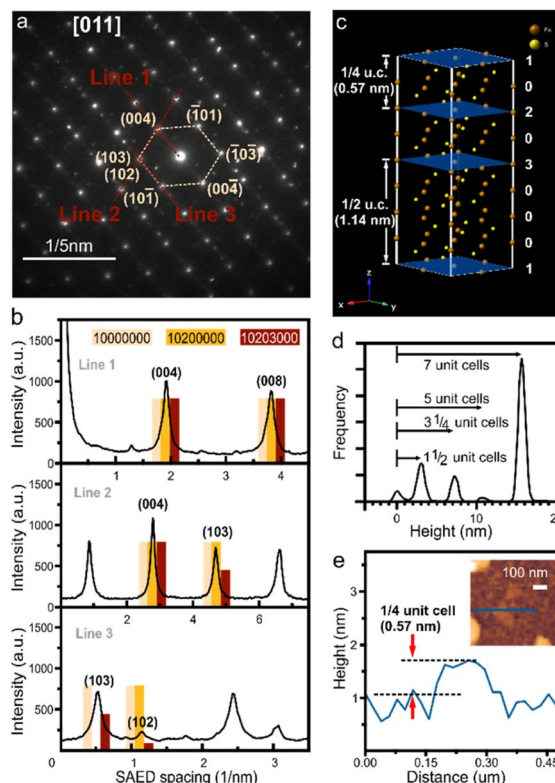 a
[011]
Line 1
(004)
(1̄01)
(103)
(1̄03̄)
(102)
(101̄)
(004̄)
Line 2
Line 3
1/5nm
b
10000000
10200000
10203000
Line 1
(004)
(008)
Intensity (a.u.)
1500
1000
500
0
1
2
3
4
Line 2
(004)
(103)
Intensity (a.u.)
1500
1000
500
0
2
4
6
Line 3
(103)
(102)
Intensity (a.u.)
1500
1000
500
0
0
1
2
3
SAED spacing (1/nm)
c
Fe
S
1/4 u.c.
(0.57 nm)
1/2 u.c.
(1.14 nm)
1
0
2
0
3
0
0
0
1
z
x
y
d
7 unit cells
5 unit cells
3 1/4 unit cells
1 1/2 unit cells
Frequency
0
10
Height (nm)
e
100 nm
1/4 unit cell
(0.57 nm)
Height (nm)
3
2
1
0.00
0.15
0.30
Distance (um)